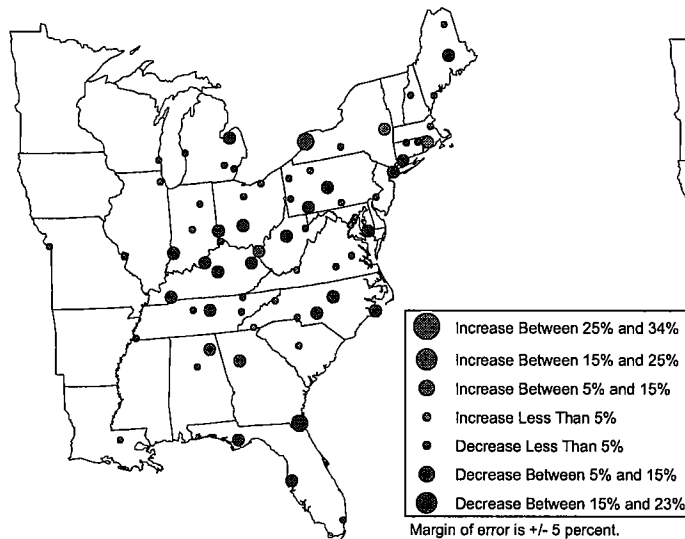 Increase Between 25% and 34%
Increase Between 15% and 25%
Increase Between 5% and 15%
Increase Less Than 5%
Decrease Less Than 5%
Decrease Between 5% and 15%
Decrease Between 15% and 23%
Margin of error is +/- 5 percent.